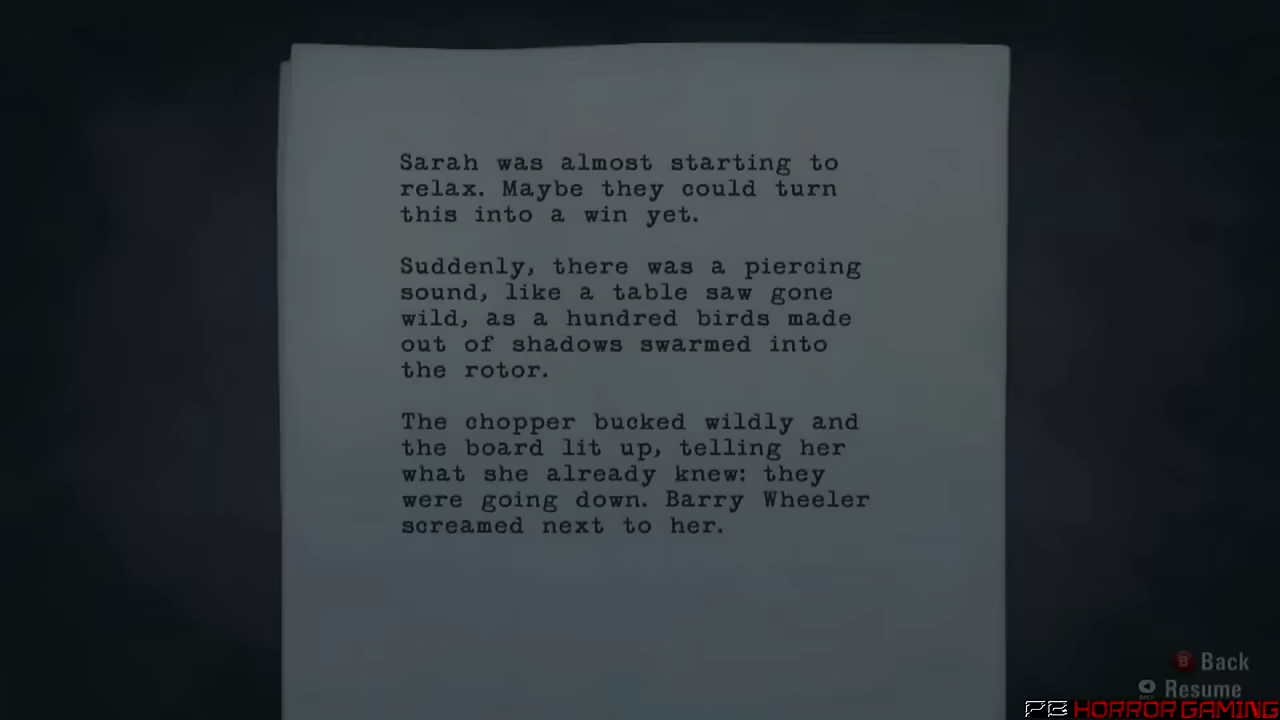 Sarah was almost starting to
relax. Maybe they could turn
this into a win yet.
Suddenly, there was a piercing
sound, like a table saw gone
wild, as a hundred birds made
out of shadows swarmed into
the rotor.
The chopper bucked wildly and
the board lit up, telling her
what she already knew: they
were going down. Barry Wheeler
screamed next to her.
B Back
Resume
HORROR GAMING